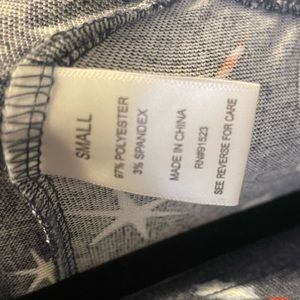 SMALL
97% POLYESTER
3% SPANDEX
MADE IN CHINA
RN#91523
SEE REVERSE FOR CARE